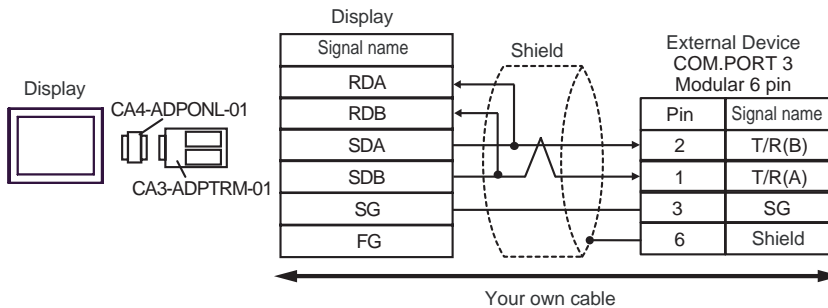 Display
CA4-ADPONL-01
CA3-ADPTRM-01
Display
Signal name
RDA
RDB
SDA
SDB
SG
FG
Shield
External Device
COM.PORT 3
Modular 6 pin
Pin Signal name
2 T/R(B)
1 T/R(A)
3 SG
6 Shield
Your own cable